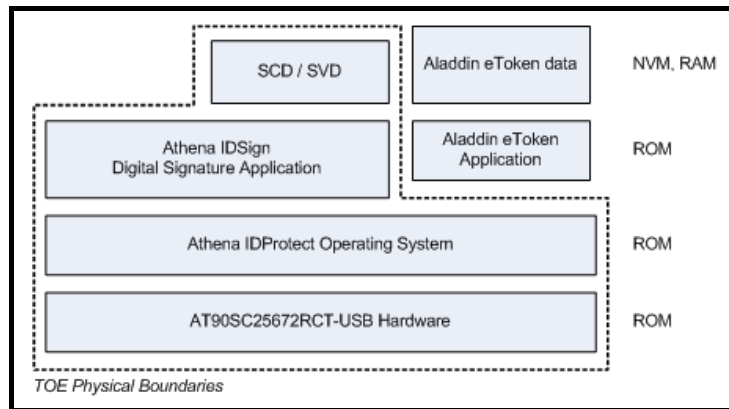 SCD / SVD
Aladdin eToken data
NVM, RAM
Athena IDSign
Digital Signature Application
Aladdin eToken
Application
ROM
Athena IDProtect Operating System
ROM
AT90SC25672RCT-USB Hardware
ROM
TOE Physical Boundaries